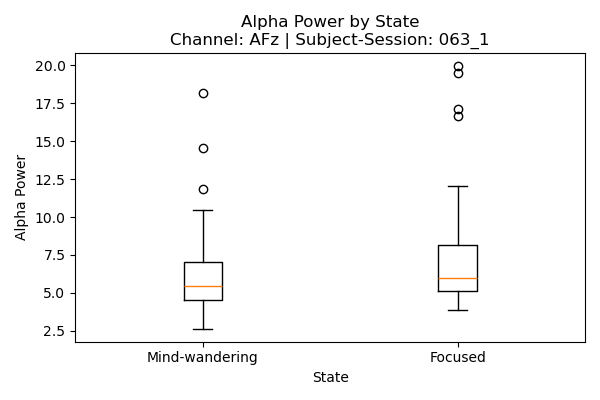 Alpha Power by State
Channel: AFz | Subject-Session: 063_1
20.0
17.5
15.0
12.5
10.0
7.5
5.0
2.5
Alpha Power
Mind-wandering
Focused
State